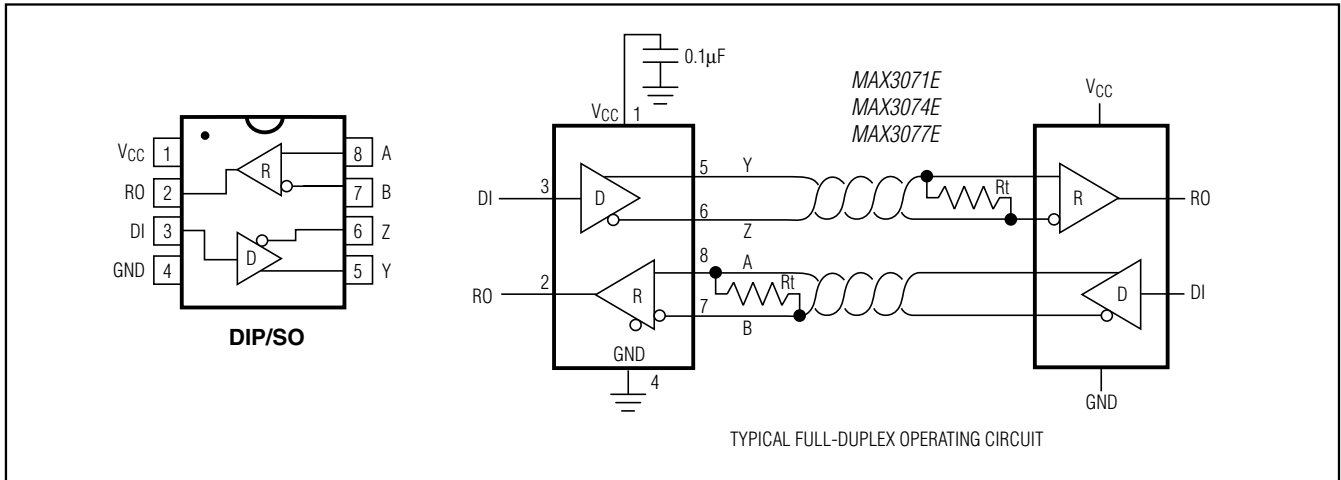 VCC 1
RO 2
DI 3
GND 4
R
D
8 A
7 B
6 Z
5 Y
DIP/SO
0.1µF
VCC 1
MAX3071E
MAX3074E
MAX3077E
VCC
DI 3
D
5 Y
6
Z
Rt
R
RO
RO 2
R
8 A
7
B
Rt
D
DI
GND
4
GND
TYPICAL FULL-DUPLEX OPERATING CIRCUIT